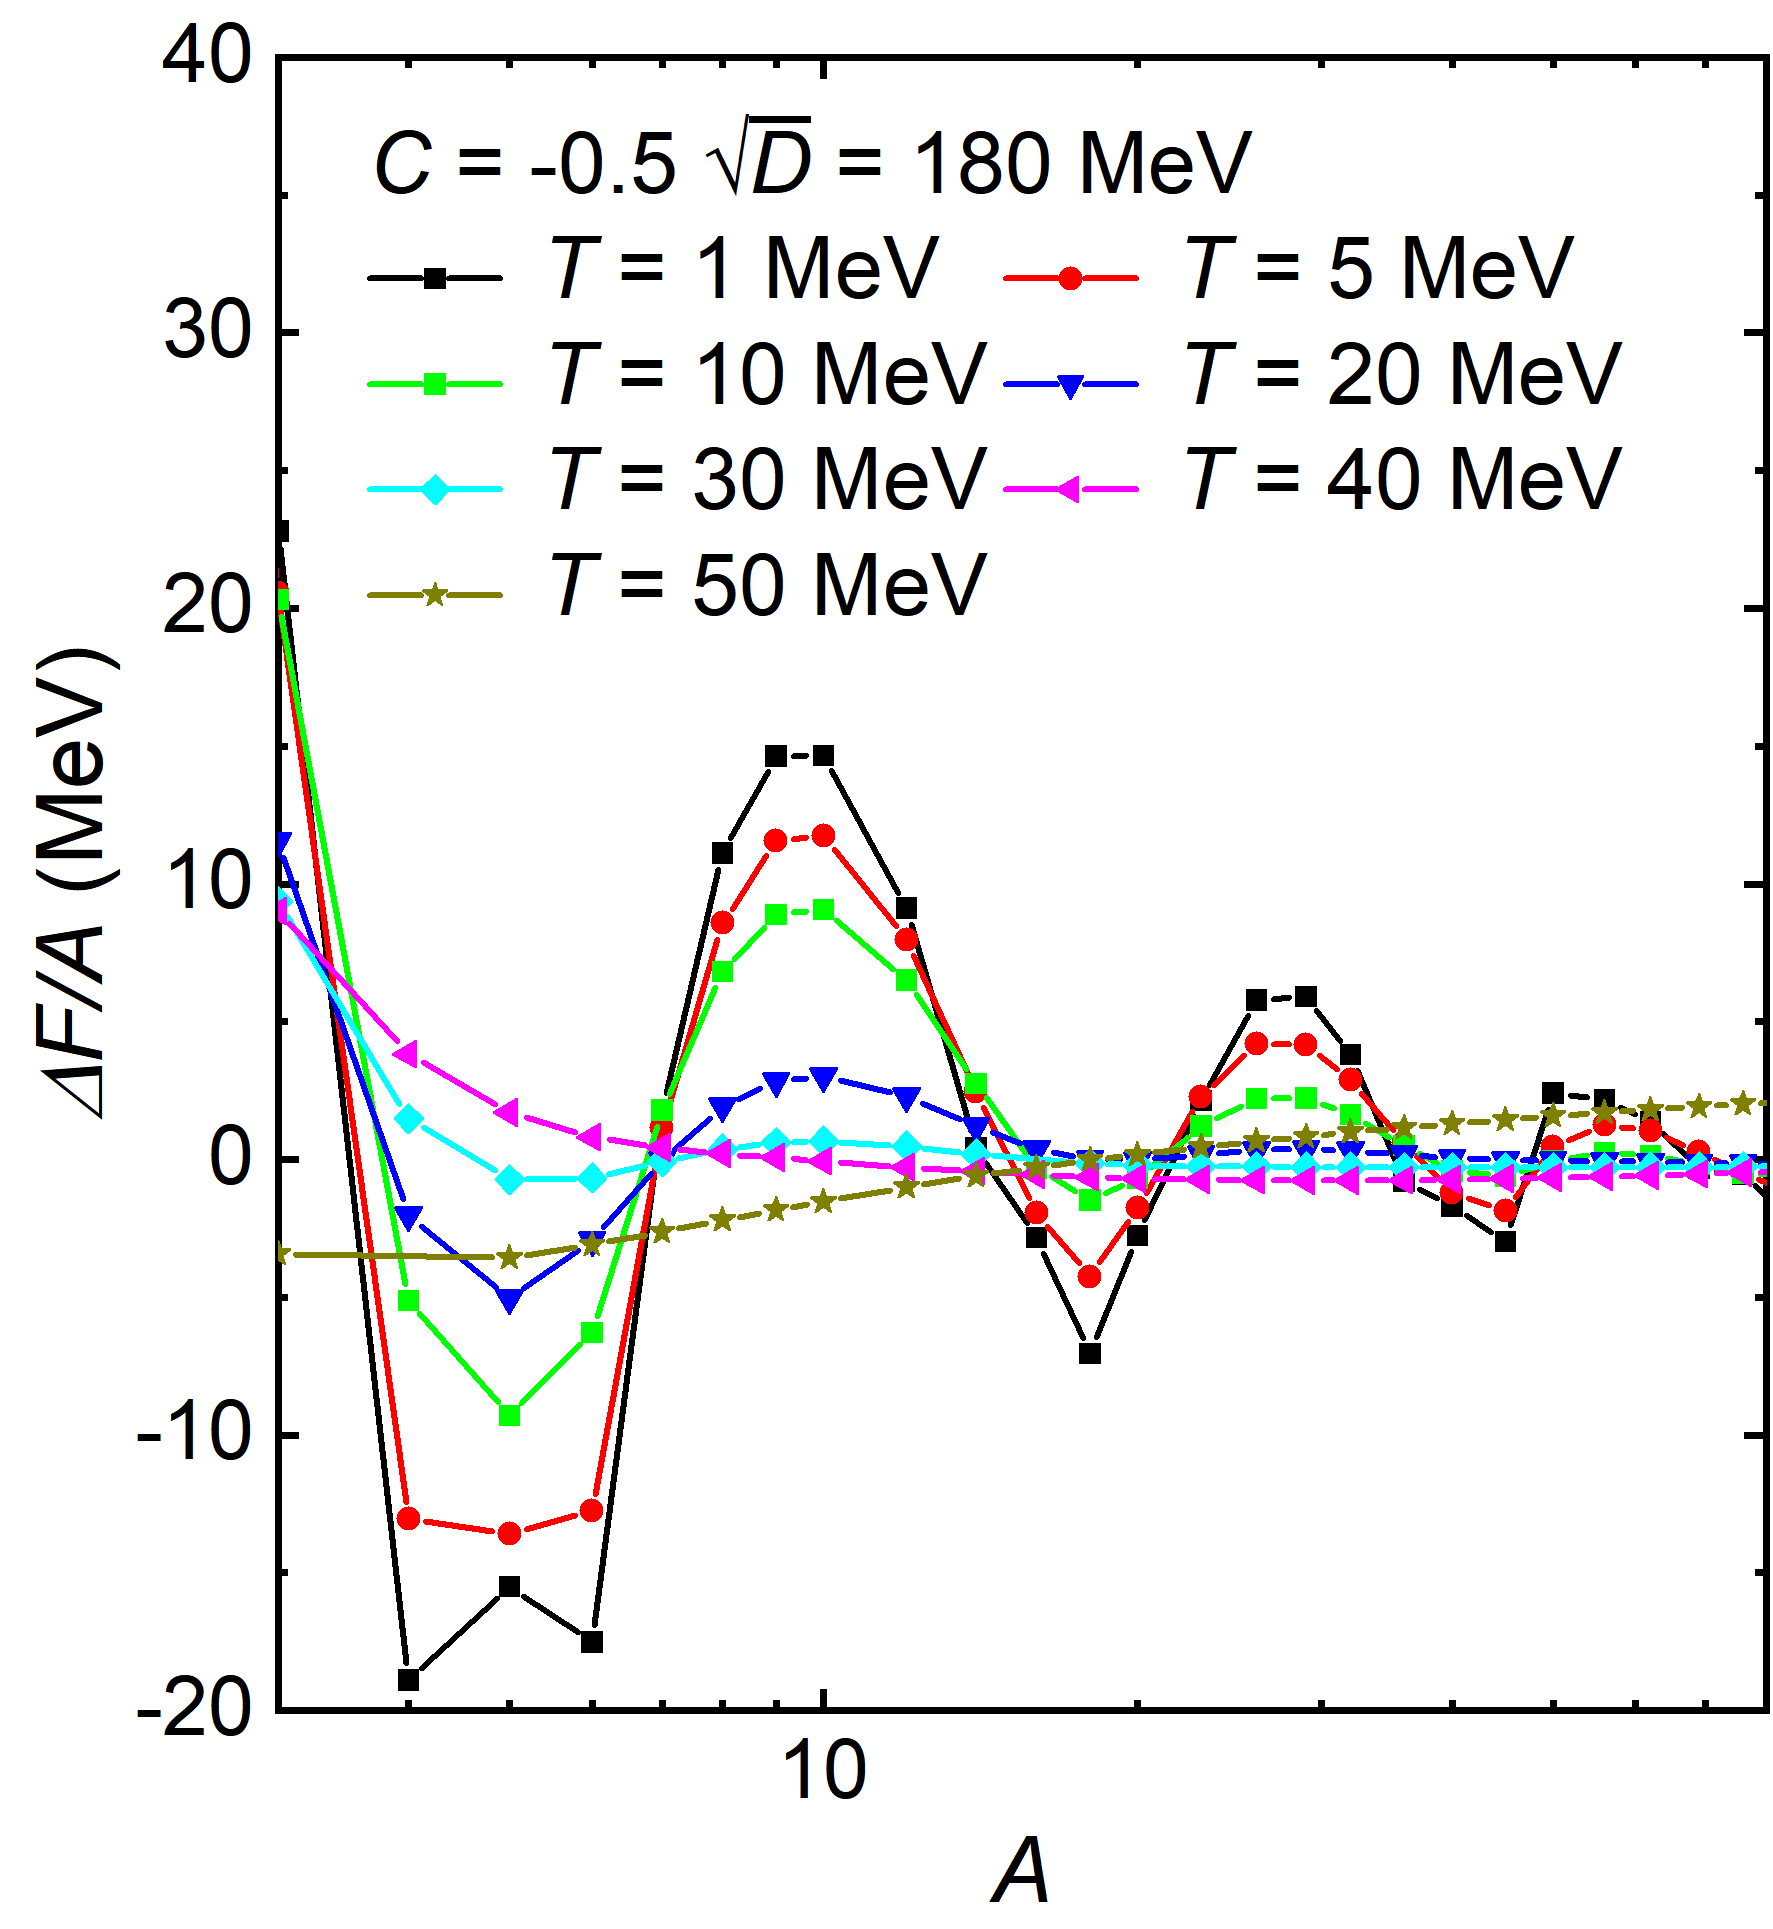 40
C = -0.5 √D = 180 MeV
T = 1 MeV T = 5 MeV
30
T = 10 MeV T = 20 MeV
T = 30 MeV T = 40 MeV
20
T = 50 MeV
10
0
-10
-20
ΔF/A (MeV)
10
A